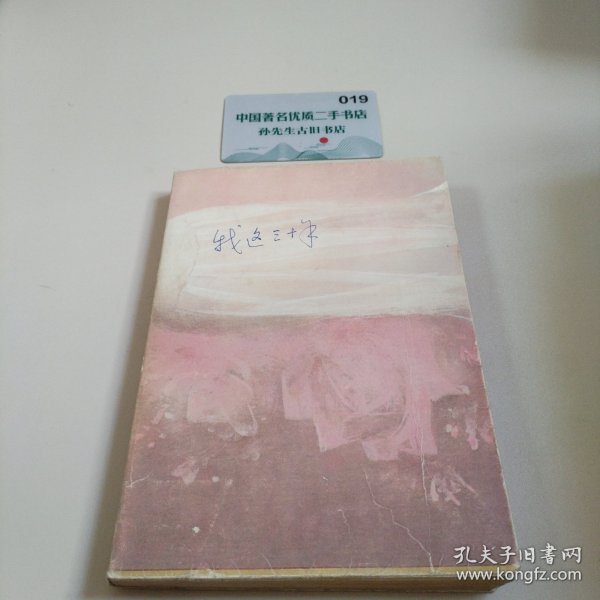 019
中国著名优质二手书店
孙先生古旧书店
我这三十年
孔夫子旧书网
www.kongfz.com